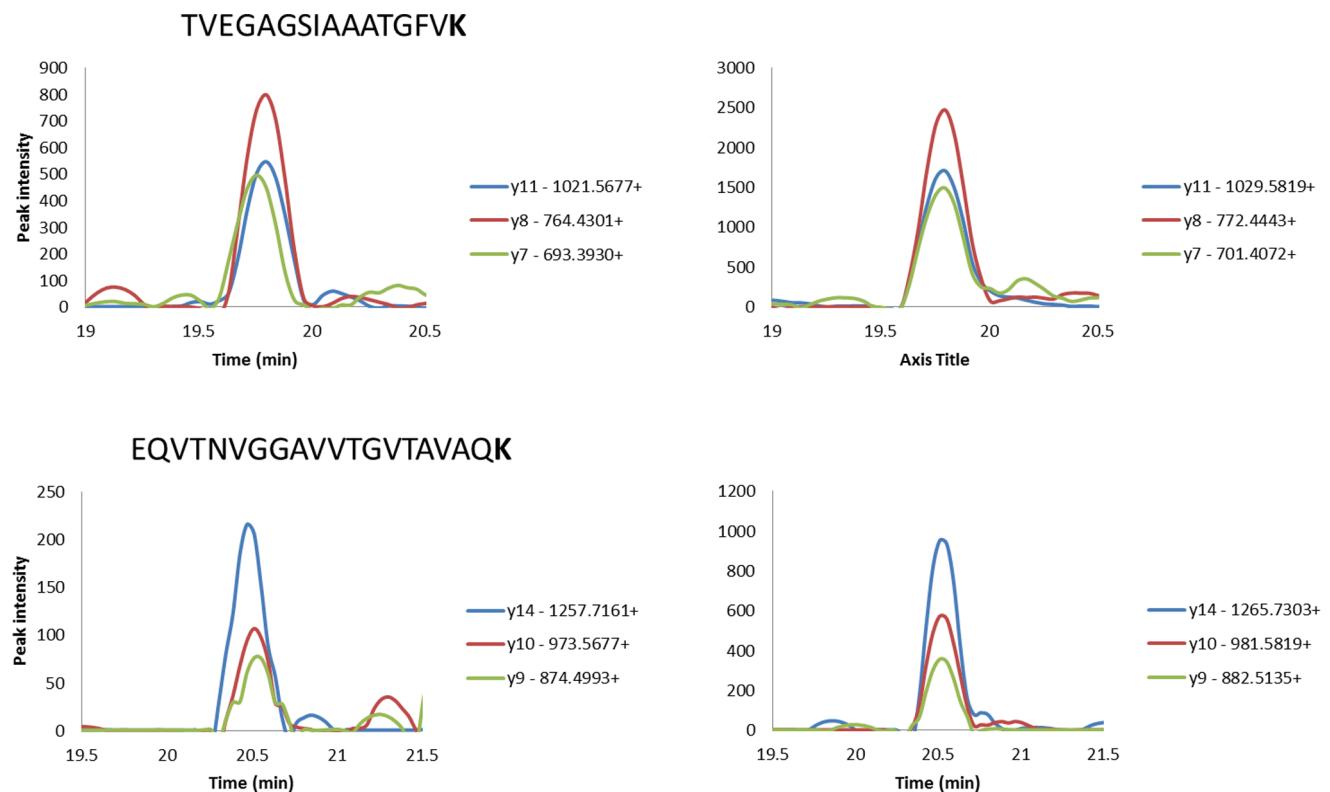 TVEGAGSIAAATGFVK
900
800
700
600
500
400
300
200
100
0
Peak intensity
19
19.5
20
20.5
Time (min)
y11 - 1021.5677+
y8 - 764.4301+
y7 - 693.3930+
3000
2500
2000
1500
1000
500
0
19
19.5
20
20.5
Axis Title
y11 - 1029.5819+
y8 - 772.4443+
y7 - 701.4072+
EQVTNVGGAVVTGVTAVAQK
250
200
150
100
50
0
Peak intensity
19.5
20
20.5
21
21.5
Time (min)
y14 - 1257.7161+
y10 - 973.5677+
y9 - 874.4993+
1200
1000
800
600
400
200
0
19.5
20
20.5
21
21.5
Time (min)
y14 - 1265.7303+
y10 - 981.5819+
y9 - 882.5135+